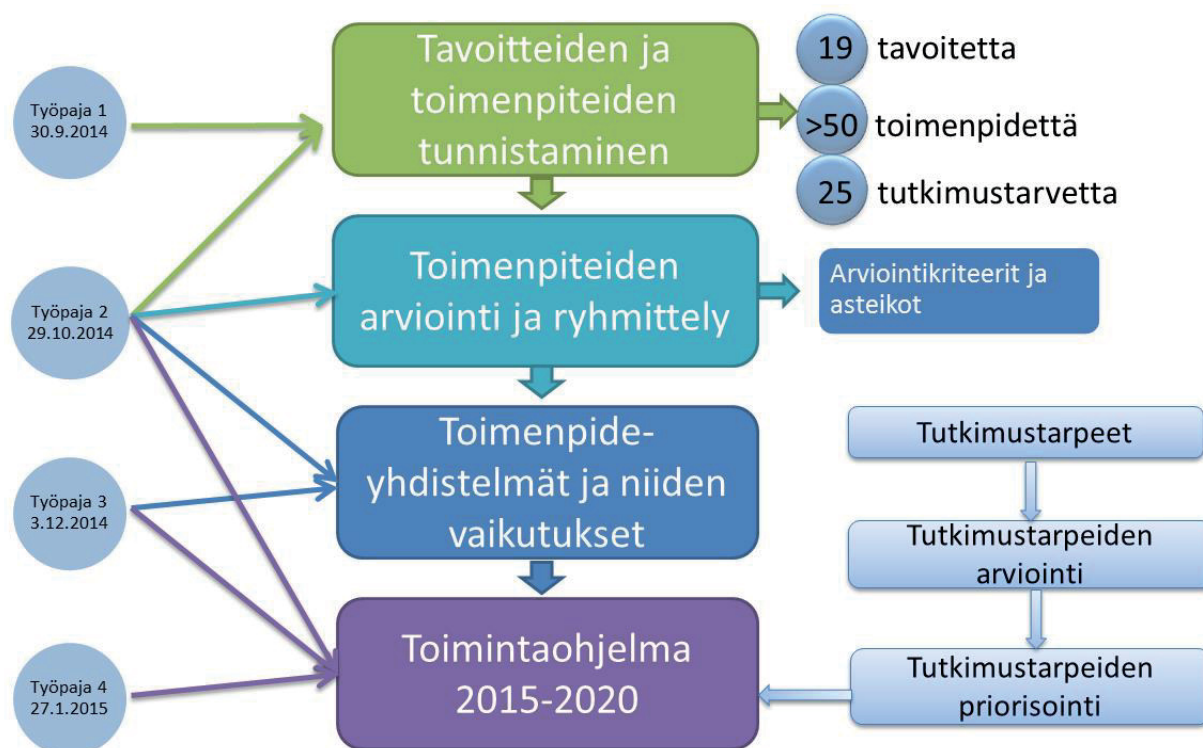 Työpaja 1
30.9.2014
Työpaja 2
29.10.2014
Työpaja 3
3.12.2014
Työpaja 4
27.1.2015
Tavoitteiden ja
toimenpiteiden
tunnistaminen
19 tavoitetta
>50 toimenpidettä
25 tutkimustarvetta
Toimenpiteiden
arviointi ja ryhmittely
Arviointikriteerit ja
asteikot
Toimenpide-
yhdistelmät ja niiden
vaikutukset
Toimintaohjelma
2015-2020
Tutkimustarpeet
Tutkimustarpeiden
arviointi
Tutkimustarpeiden
priorisointi